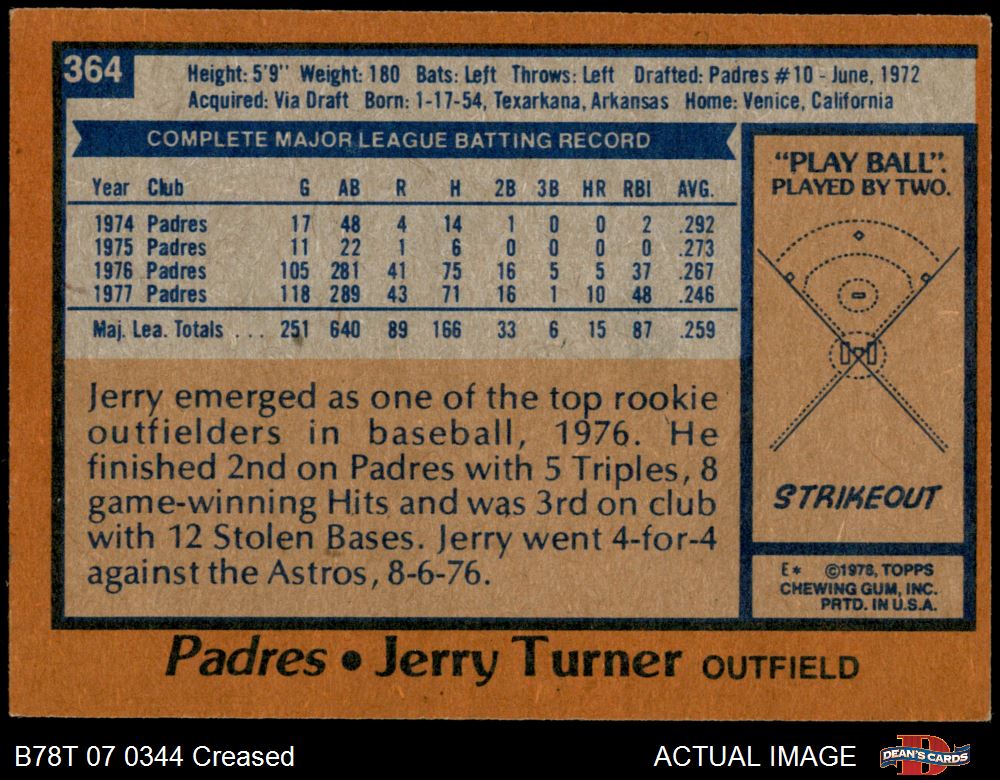 364
Height: 5'9" Weight: 180 Bats: Left Throws: Left Drafted: Padres #10 - June, 1972
Acquired: Via Draft Born: 1-17-54, Texarkana, Arkansas Home: Venice, California
COMPLETE MAJOR LEAGUE BATTING RECORD
Year Club G AB R H 2B 3B HR RBI AVG.
1974 Padres 17 48 4 14 1 0 0 2 .292
1975 Padres 11 22 1 6 0 0 0 0 .273
1976 Padres 105 281 41 75 16 5 5 37 .267
1977 Padres 118 289 43 71 16 1 10 48 .246
Maj. Lea. Totals . . . 251 640 89 166 33 6 15 87 .259
Jerry emerged as one of the top rookie
outfielders in baseball, 1976. He
finished 2nd on Padres with 5 Triples, 8
game-winning Hits and was 3rd on club
with 12 Stolen Bases. Jerry went 4-for-4
against the Astros, 8-6-76.
"PLAY BALL".
PLAYED BY TWO.
STRIKEOUT
E* ©1978, TOPPS
CHEWING GUM, INC.
PRTD. IN U.S.A.
Padres • Jerry Turner OUTFIELD
B78T 07 0344 Creased
ACTUAL IMAGE
DEAN'S CARDS